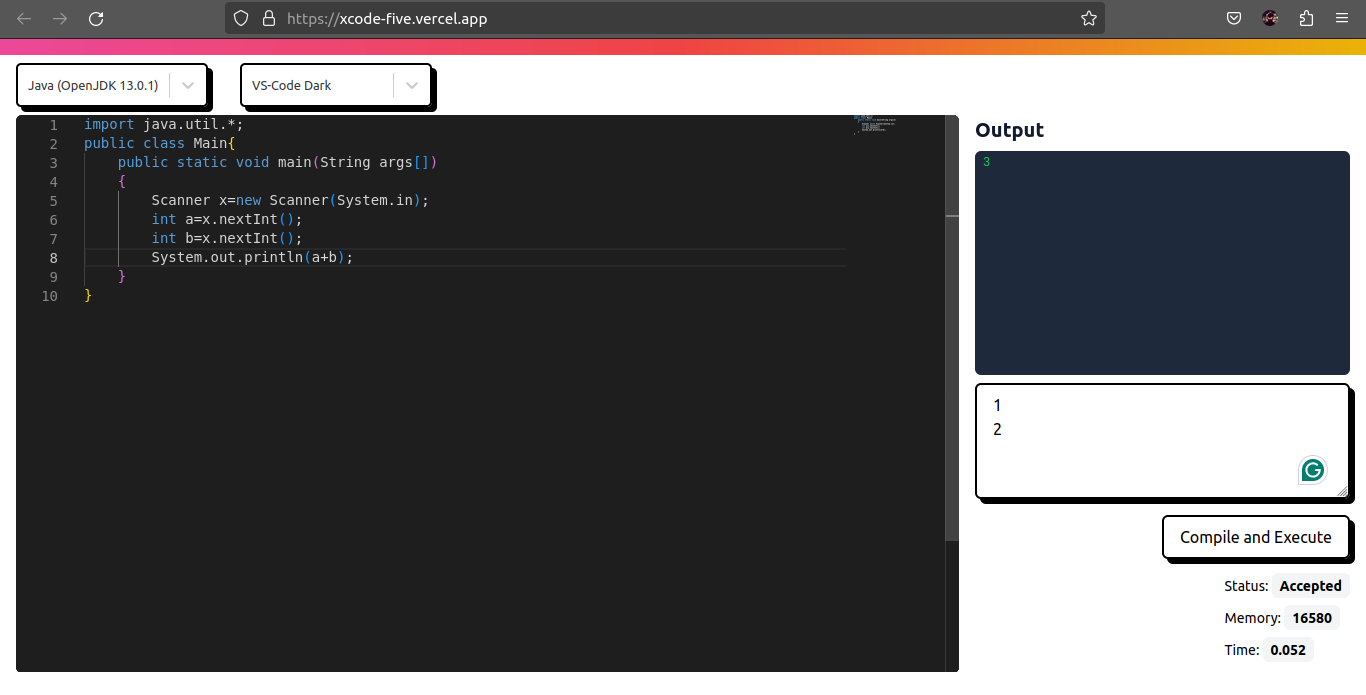 https://xcode-five.vercel.app
Java (OpenJDK 13.0.1)
VS-Code Dark
1 import java.util.*;
2 public class Main{
3     public static void main(String args[])
4     {
5         Scanner x=new Scanner(System.in);
6         int a=x.nextInt();
7         int b=x.nextInt();
8         System.out.println(a+b);
9     }
10 }
Output
3
1
2
G
Compile and Execute
Status: Accepted
Memory: 16580
Time: 0.052